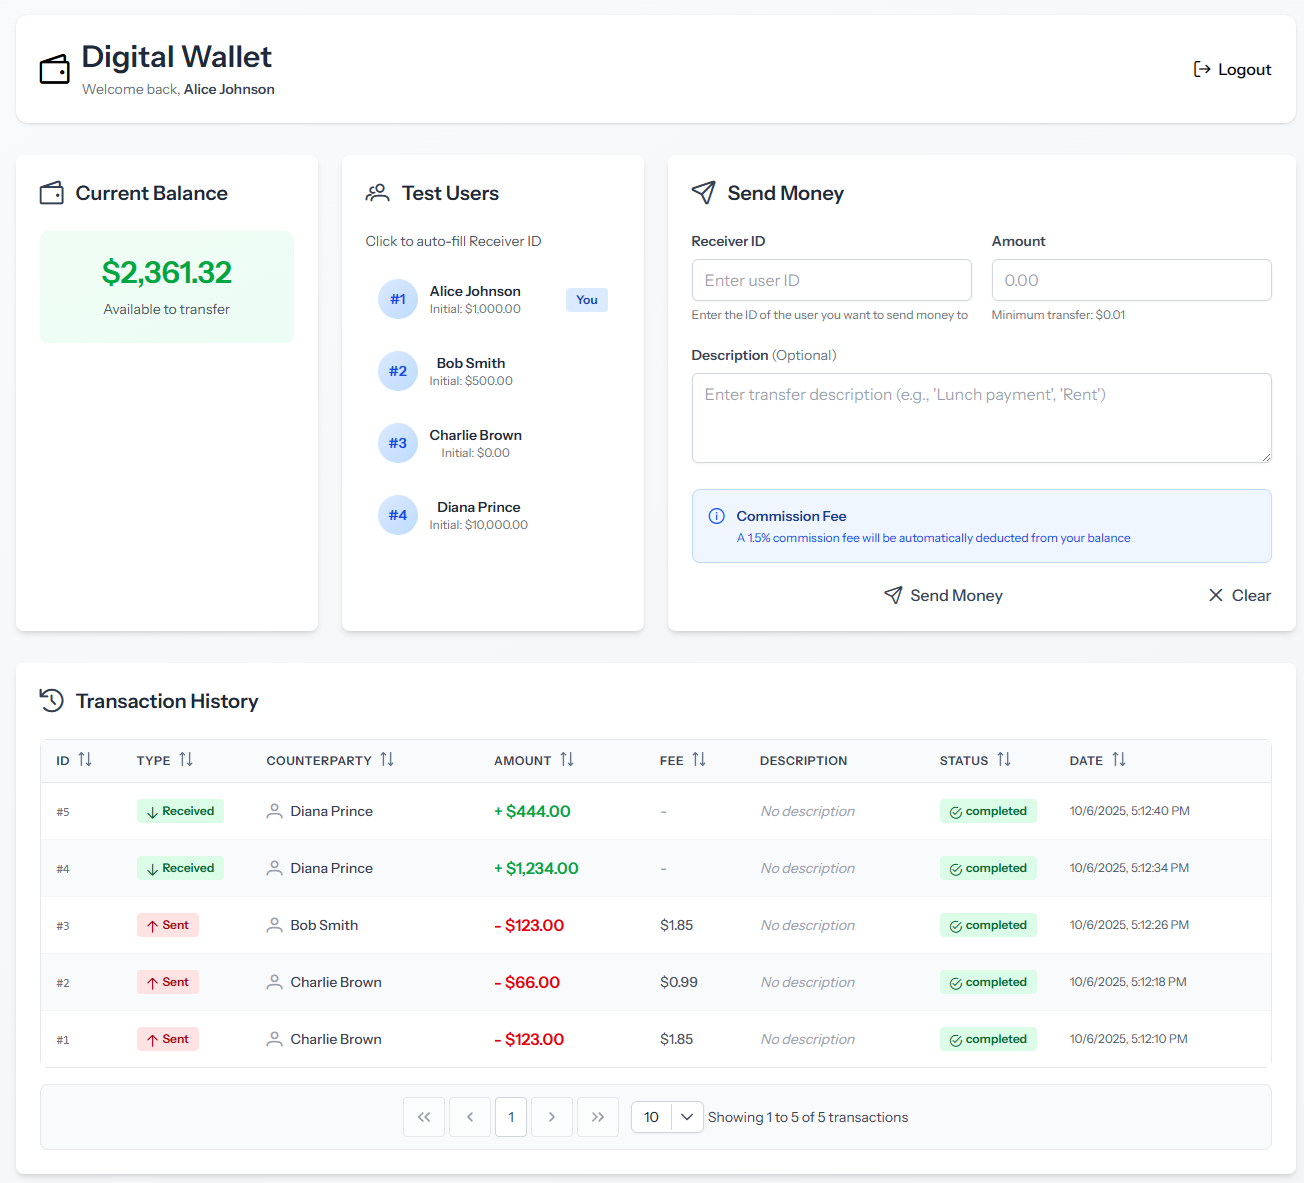 Digital Wallet
Welcome back, Alice Johnson
Logout
Current Balance
$2,361.32
Available to transfer
Test Users
Click to auto-fill Receiver ID
#1
Alice Johnson
Initial: $1,000.00
You
#2
Bob Smith
Initial: $500.00
#3
Charlie Brown
Initial: $0.00
#4
Diana Prince
Initial: $10,000.00
Send Money
Receiver ID
Enter user ID
Enter the ID of the user you want to send money to
Amount
0.00
Minimum transfer: $0.01
Description (Optional)
Enter transfer description (e.g., 'Lunch payment', 'Rent')
Commission Fee
A 1.5% commission fee will be automatically deducted from your balance
Send Money
Clear
Transaction History
ID TYPE COUNTERPARTY AMOUNT FEE DESCRIPTION STATUS DATE
#5 Received Diana Prince + $444.00 - No description completed 10/6/2025, 5:12:40 PM
#4 Received Diana Prince + $1,234.00 - No description completed 10/6/2025, 5:12:34 PM
#3 Sent Bob Smith - $123.00 $1.85 No description completed 10/6/2025, 5:12:26 PM
#2 Sent Charlie Brown - $66.00 $0.99 No description completed 10/6/2025, 5:12:18 PM
#1 Sent Charlie Brown - $123.00 $1.85 No description completed 10/6/2025, 5:12:10 PM
1 10 Showing 1 to 5 of 5 transactions